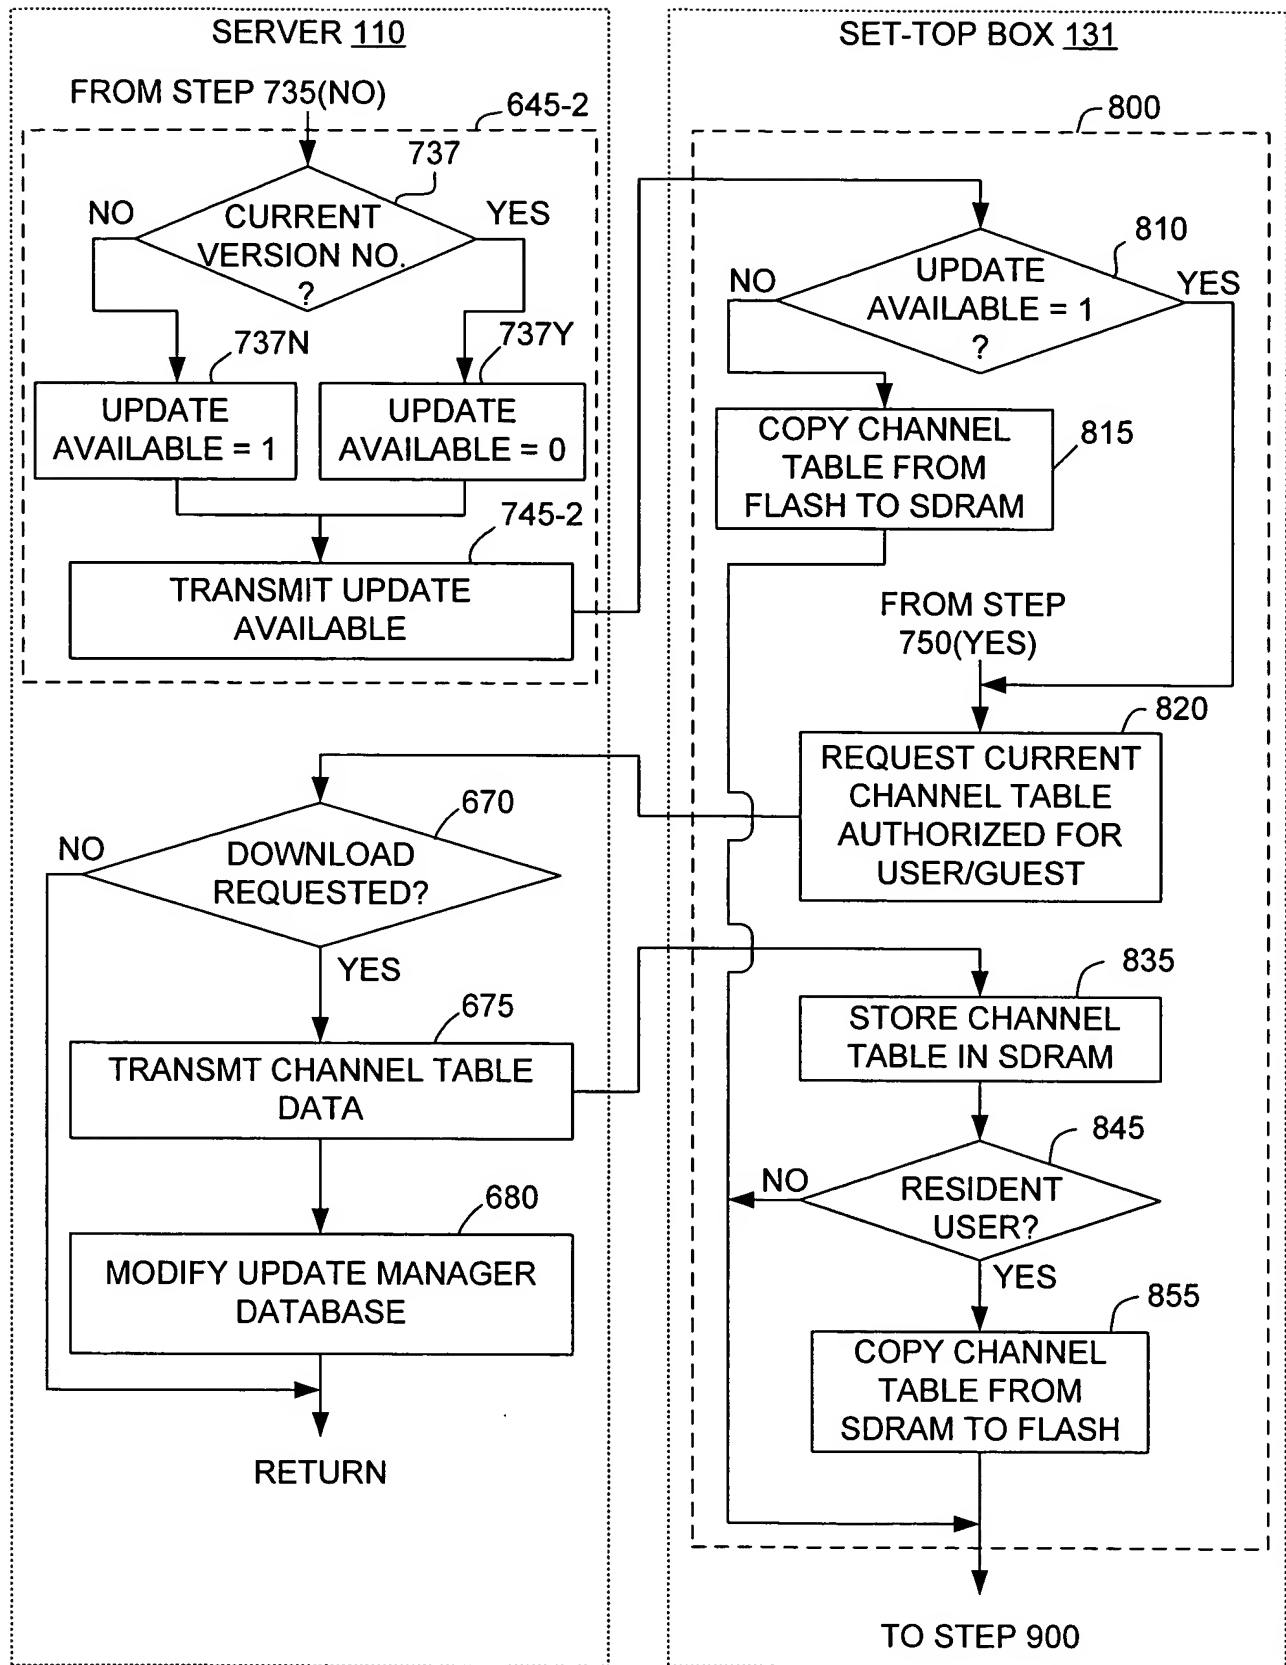 SERVER 110
FROM STEP 735(NO)
645-2
737
NO
YES
CURRENT
VERSION NO.
?
737N
737Y
UPDATE
AVAILABLE = 1
UPDATE
AVAILABLE = 0
745-2
TRANSMIT UPDATE
AVAILABLE
670
NO
DOWNLOAD
REQUESTED?
YES
675
TRANSMT CHANNEL TABLE
DATA
680
MODIFY UPDATE MANAGER
DATABASE
RETURN
SET-TOP BOX 131
800
810
NO
YES
UPDATE
AVAILABLE = 1
?
COPY CHANNEL
TABLE FROM
FLASH TO SDRAM
815
FROM STEP
750(YES)
820
REQUEST CURRENT
CHANNEL TABLE
AUTHORIZED FOR
USER/GUEST
835
STORE CHANNEL
TABLE IN SDRAM
845
NO
RESIDENT
USER?
YES
855
COPY CHANNEL
TABLE FROM
SDRAM TO FLASH
TO STEP 900